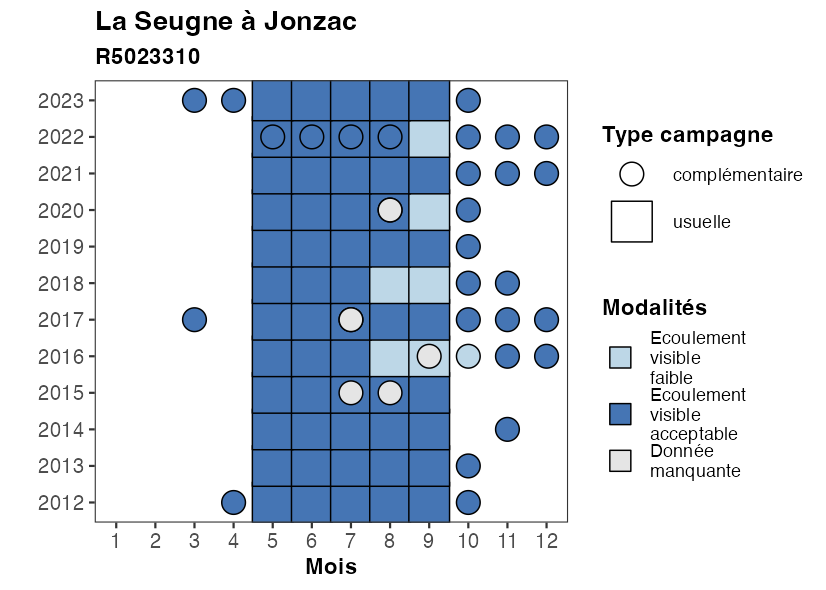 La Seugne à Jonzac
R5023310
2023
2022
2021
2020
2019
2018
2017
2016
2015
2014
2013
2012
1 2 3 4 5 6 7 8 9 10 11 12
Mois
Type campagne
complémentaire
usuelle
Modalités
Ecoulement
visible
faible
Ecoulement
visible
acceptable
Donnée
manquante